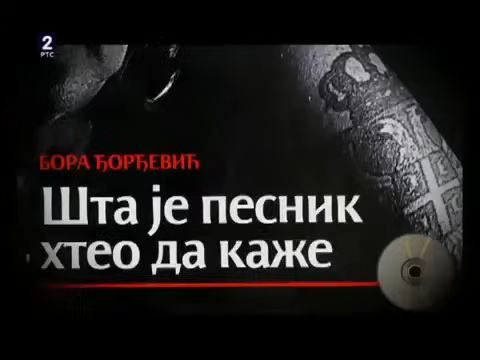 2
РТС
БОРА ЂОРЂЕВИЋ
Шта је песник
хтео да каже